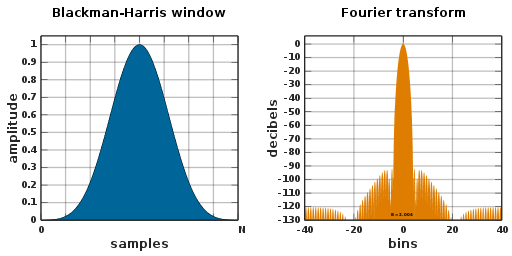 Blackman-Harris window
amplitude
1
0.9
0.8
0.7
0.6
0.5
0.4
0.3
0.2
0.1
0
0 N
samples
Fourier transform
decibels
0
-10
-20
-30
-40
-50
-60
-70
-80
-90
-100
-110
-120
-130
B = 2.004
-40 -20 0 20 40
bins